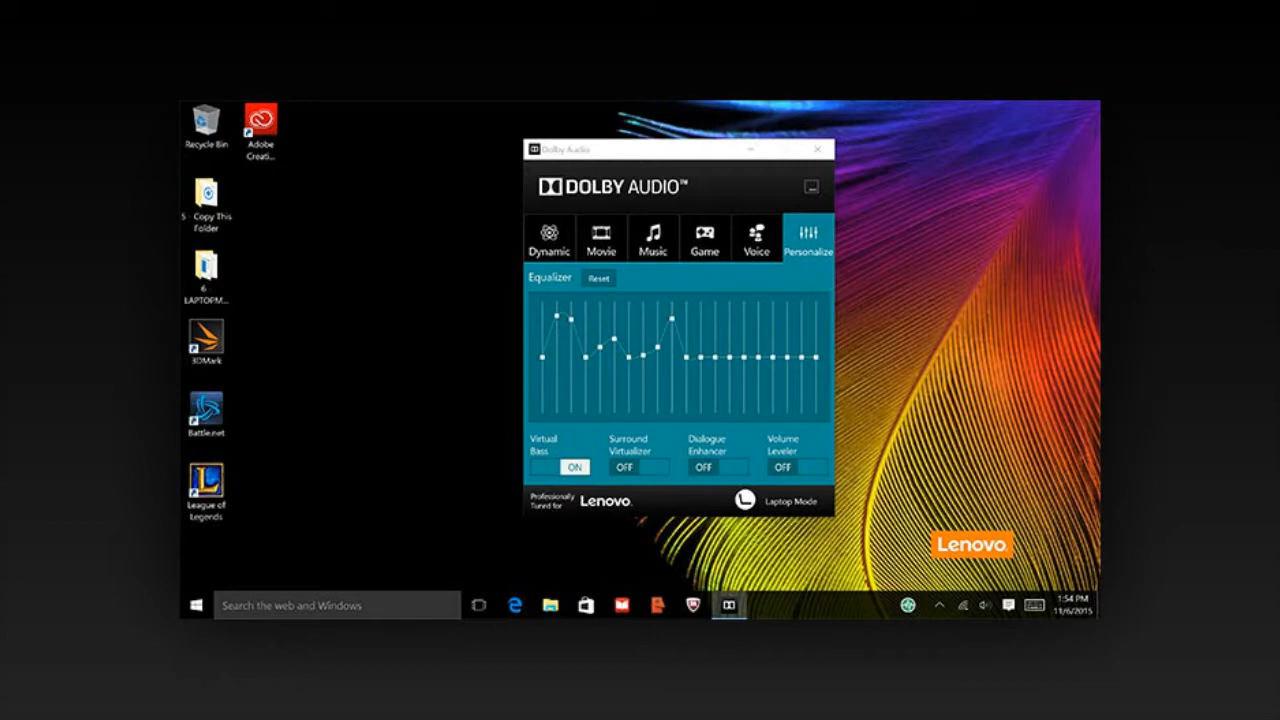 Recycle Bin
Adobe
Creati...
5 - Copy This
Folder
6
LAPTOPM...
3DMark
Battle.net
League of
Legends
Dolby Audio
DOLBY AUDIO™
Dynamic
Movie
Music
Game
Voice
Personalize
Equalizer
Reset
Virtual
Bass
ON
Surround
Virtualizer
OFF
Dialogue
Enhancer
OFF
Volume
Leveler
OFF
Professionally
Tuned for
Lenovo.
Laptop Mode
Lenovo.
Search the web and Windows
1:54 PM
11/6/2015